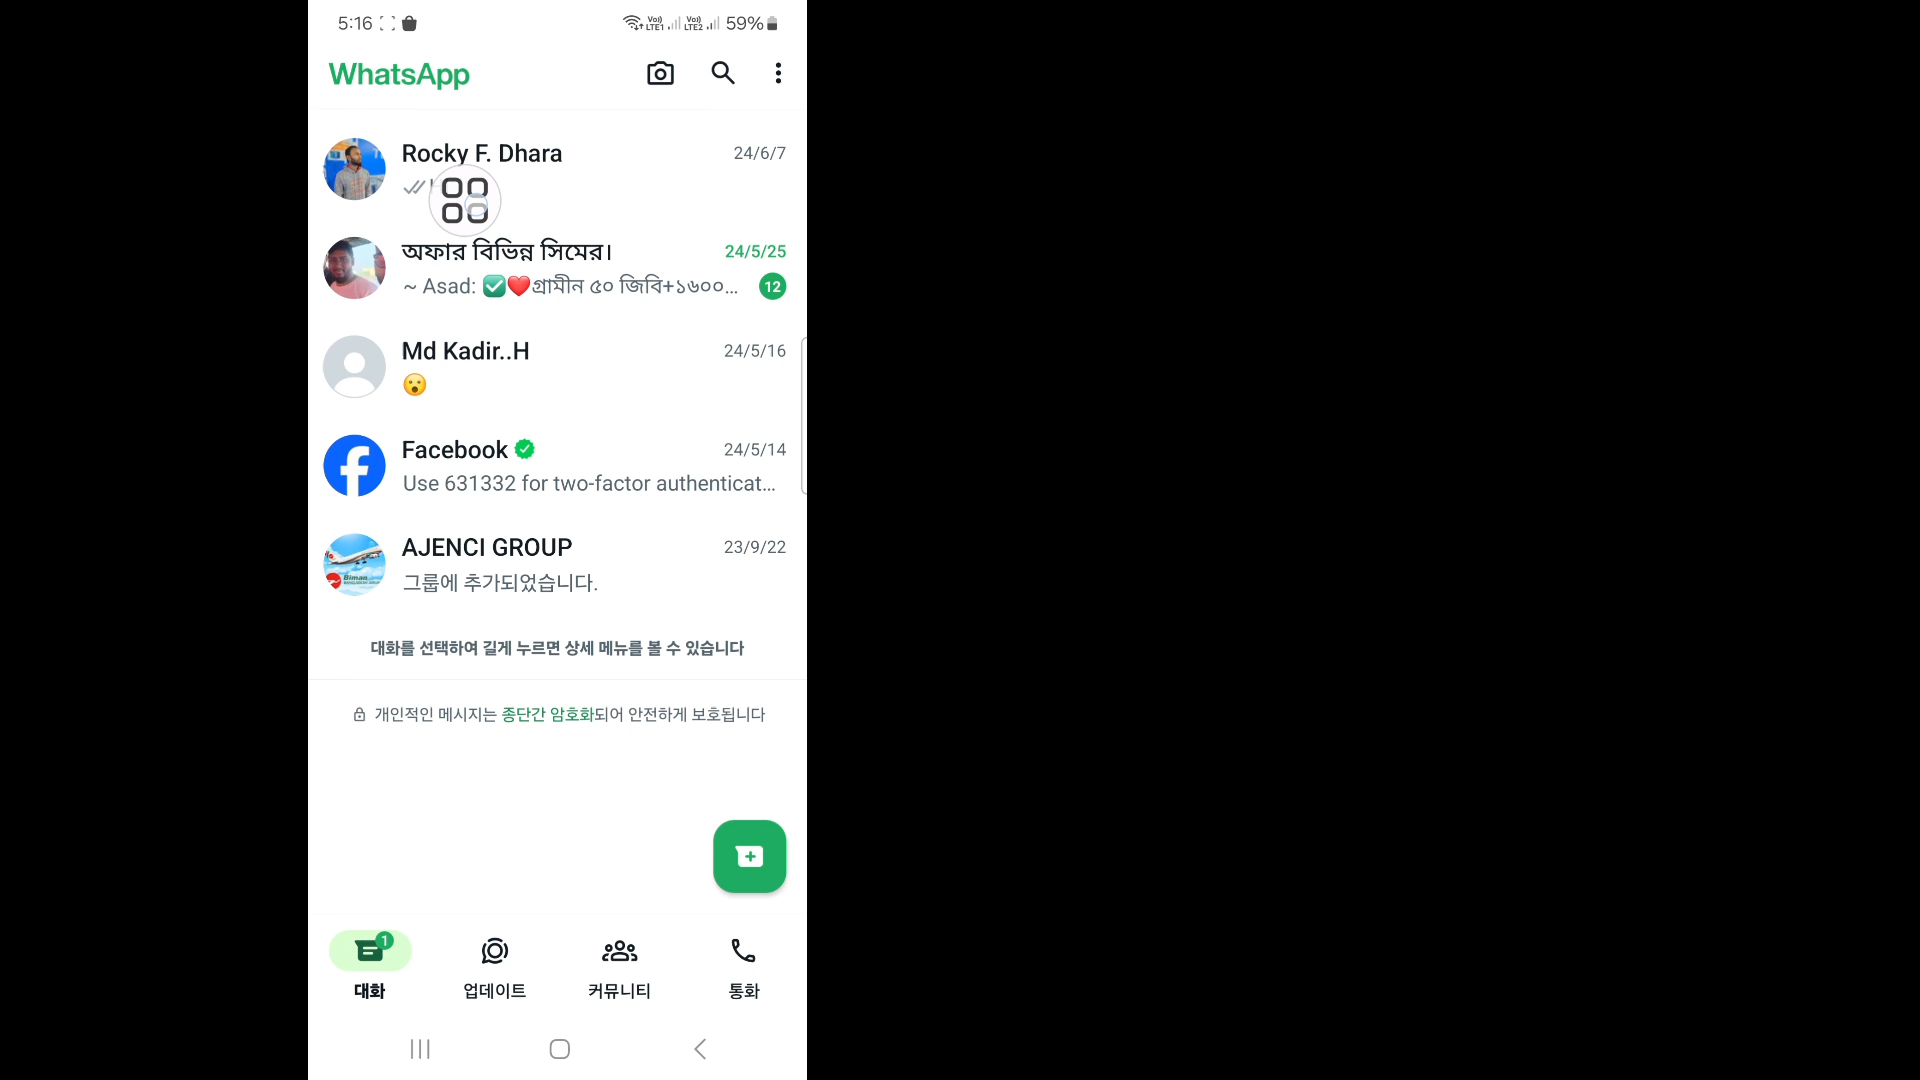 5:16 Vo)) LTE1 Vo)) LTE2 59%
WhatsApp
Rocky F. Dhara 24/6/7
অফার বিভিন্ন সিমের। 24/5/25
~ Asad: ✅❤️গ্রামীন ৫০ জিবি+১৬০০... 12
Md Kadir..H 24/5/16
😮
Facebook 24/5/14
Use 631332 for two-factor authenticat...
AJENCI GROUP 23/9/22
그룹에 추가되었습니다.
대화를 선택하여 길게 누르면 상세 메뉴를 볼 수 있습니다
개인적인 메시지는 종단간 암호화되어 안전하게 보호됩니다
1
대화 업데이트 커뮤니티 통화